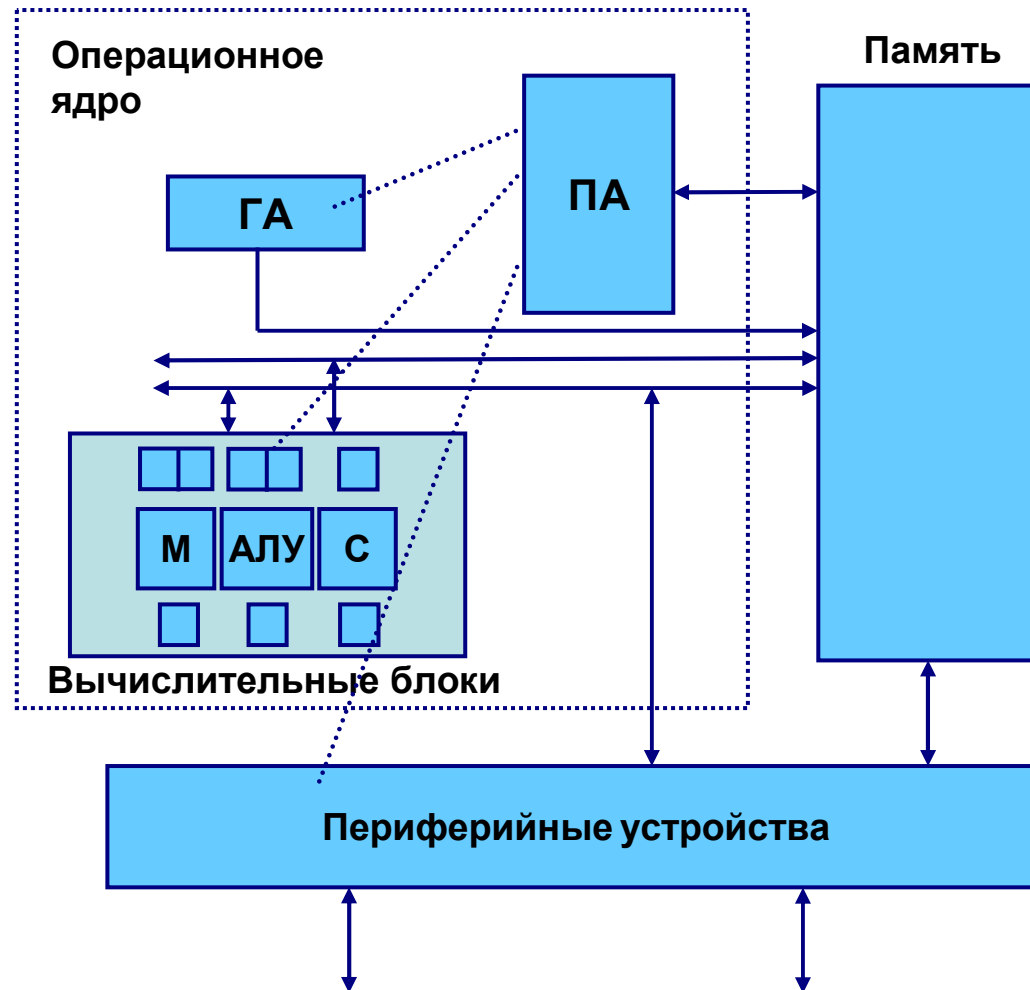 Операционное
ядро
Память
ПА
ГА
М
АЛУ
С
Вычислительные блоки
Периферийные устройства